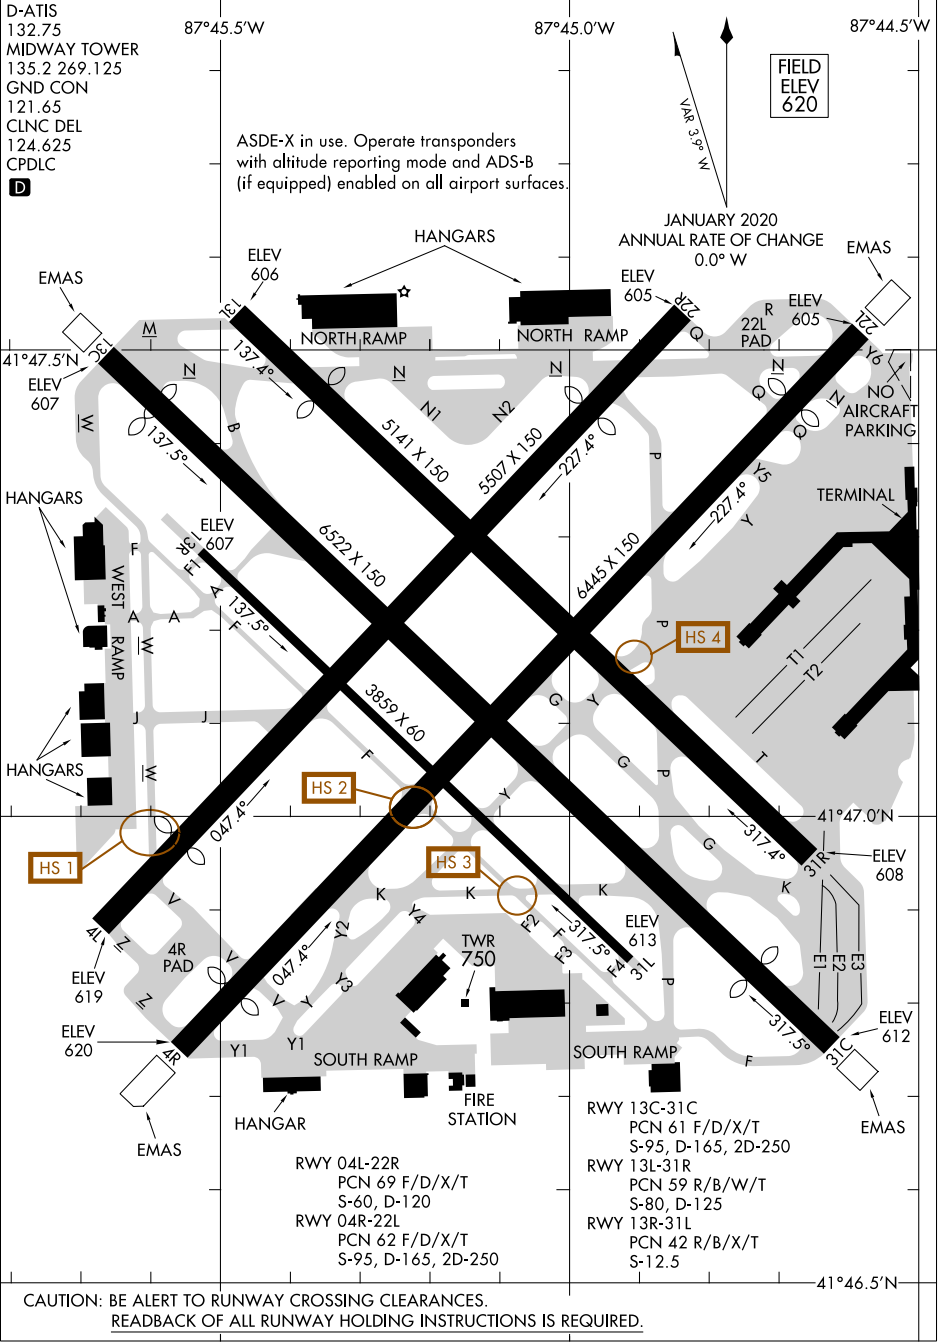 D-ATIS
132.75
MIDWAY TOWER
135.2 269.125
GND CON
121.65
CLNC DEL
124.625
CPDLC
D
87°45.5'W
87°45.0'W
87°44.5'W
FIELD
ELEV
620
VAR 3.9° W
ASDE-X in use. Operate transponders
with altitude reporting mode and ADS-B
(if equipped) enabled on all airport surfaces.
JANUARY 2020
ANNUAL RATE OF CHANGE
0.0° W
HANGARS
EMAS
ELEV
606
ELEV
605
ELEV
605
EMAS
13L
22R
R
22L
PAD
22L
NORTH RAMP
NORTH RAMP
M
Q
13C
41°47.5'N
ELEV
607
137.4°
Y6
N
N
N
N
NO
AIRCRAFT
PARKING
N1
N2
Q
N
Q
W
B
137.5°
5141 X 150
5507 X 150
227.4°
P
Y5
227.4°
Y
HANGARS
TERMINAL
ELEV
607
13R
F1
F
WEST
RAMP
6522 X 150
6445 X 150
A
A
A
137.5°
F
W
P
HS 4
T1
T2
3859 X 60
J
J
G
Y
F
G
P
T
HANGARS
W
HS 2
Y
047.4°
41°47.0'N
HS 1
HS 3
317.4°
31R
G
ELEV
608
K
K
K
K
V
Y4
F2
317.5°
F
F3
F4
31L
ELEV
613
4L
Z
4R
PAD
V
047.4°
Y2
TWR
750
E1
E2
E3
ELEV
619
Z
V
Y
Y3
P
317.5°
ELEV
612
ELEV
620
4R
Y1
Y1
SOUTH RAMP
SOUTH RAMP
F
31C
EMAS
HANGAR
FIRE
STATION
EMAS
RWY 13C-31C
PCN 61 F/D/X/T
S-95, D-165, 2D-250
RWY 13L-31R
PCN 59 R/B/W/T
S-80, D-125
RWY 13R-31L
PCN 42 R/B/X/T
S-12.5
RWY 04L-22R
PCN 69 F/D/X/T
S-60, D-120
RWY 04R-22L
PCN 62 F/D/X/T
S-95, D-165, 2D-250
41°46.5'N
CAUTION: BE ALERT TO RUNWAY CROSSING CLEARANCES.
READBACK OF ALL RUNWAY HOLDING INSTRUCTIONS IS REQUIRED.